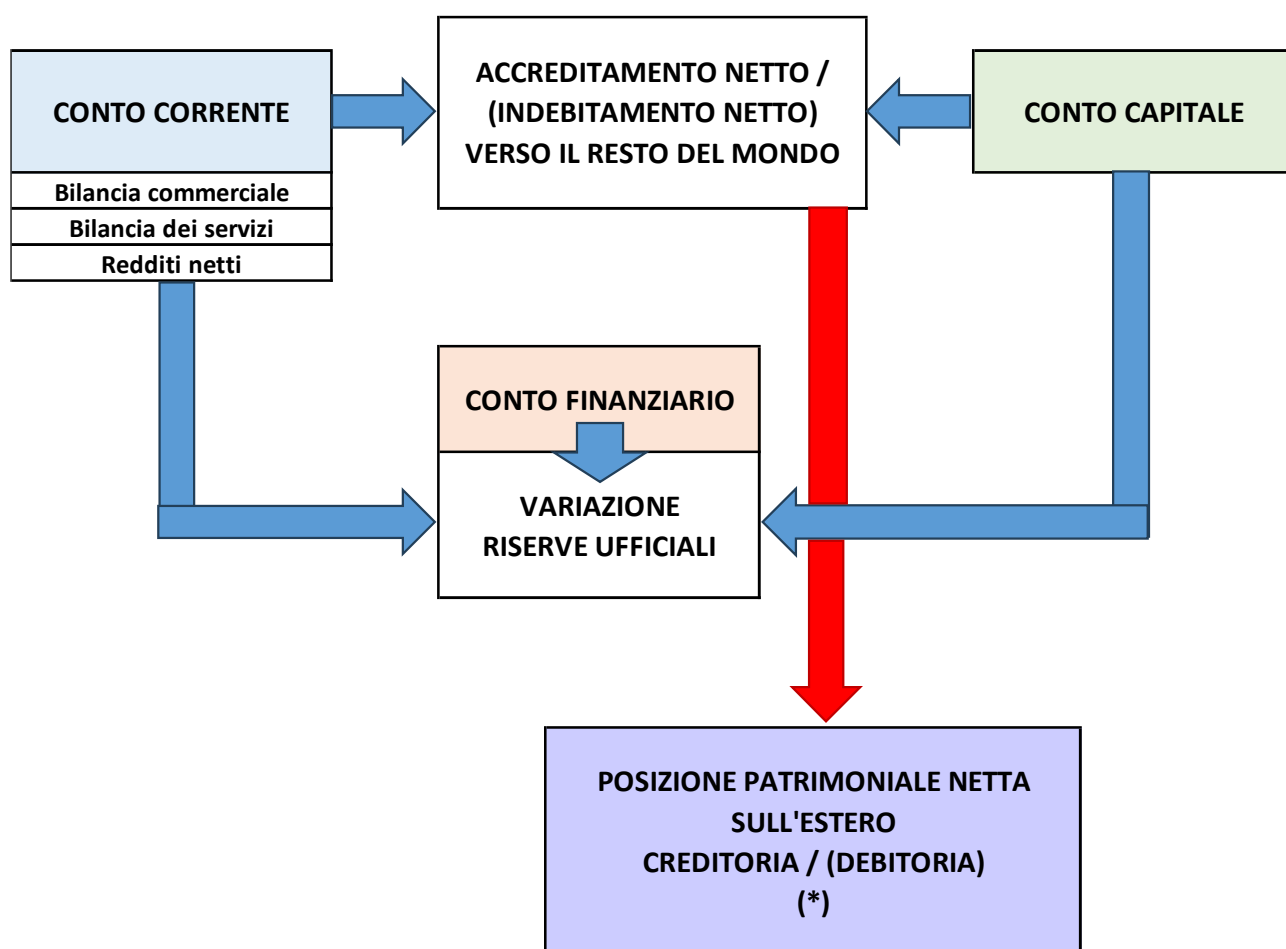 CONTO CORRENTE
Bilancia commerciale
Bilancia dei servizi
Redditi netti
ACCREDITAMENTO NETTO /
(INDEBITAMENTO NETTO)
VERSO IL RESTO DEL MONDO
CONTO CAPITALE
CONTO FINANZIARIO
VARIAZIONE
RISERVE UFFICIALI
POSIZIONE PATRIMONIALE NETTA
SULL'ESTERO
CREDITORIA / (DEBITORIA)
(*)